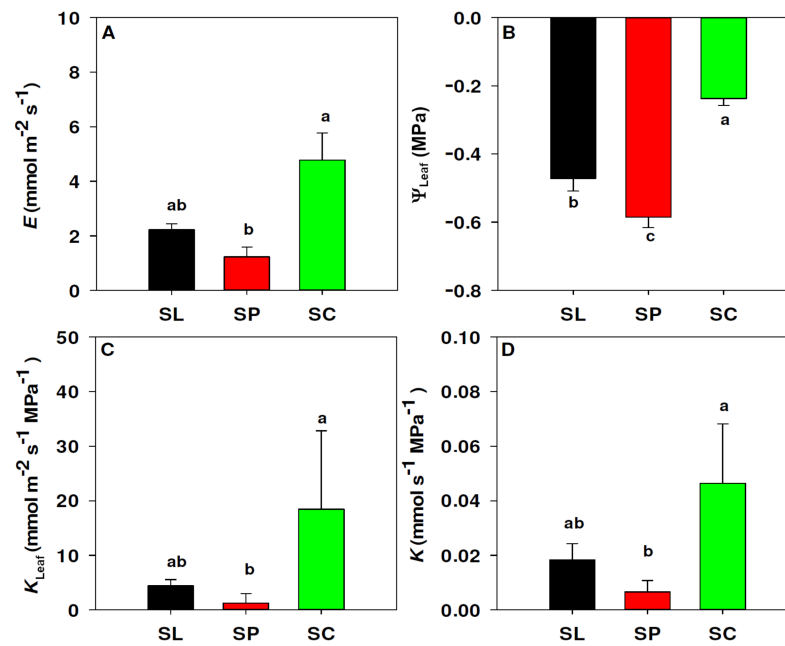 A
E (mmol m⁻² s⁻¹)
10
8
6
4
2
0
ab
b
a
SL SP SC
B
Ψ_Leaf (MPa)
0.0
−0.2
−0.4
−0.6
−0.8
b
c
a
SL SP SC
C
K_Leaf (mmol m⁻² s⁻¹ MPa⁻¹)
50
40
30
20
10
0
ab
b
a
SL SP SC
D
K (mmol s⁻¹ MPa⁻¹)
0.10
0.08
0.06
0.04
0.02
0.00
ab
b
a
SL SP SC